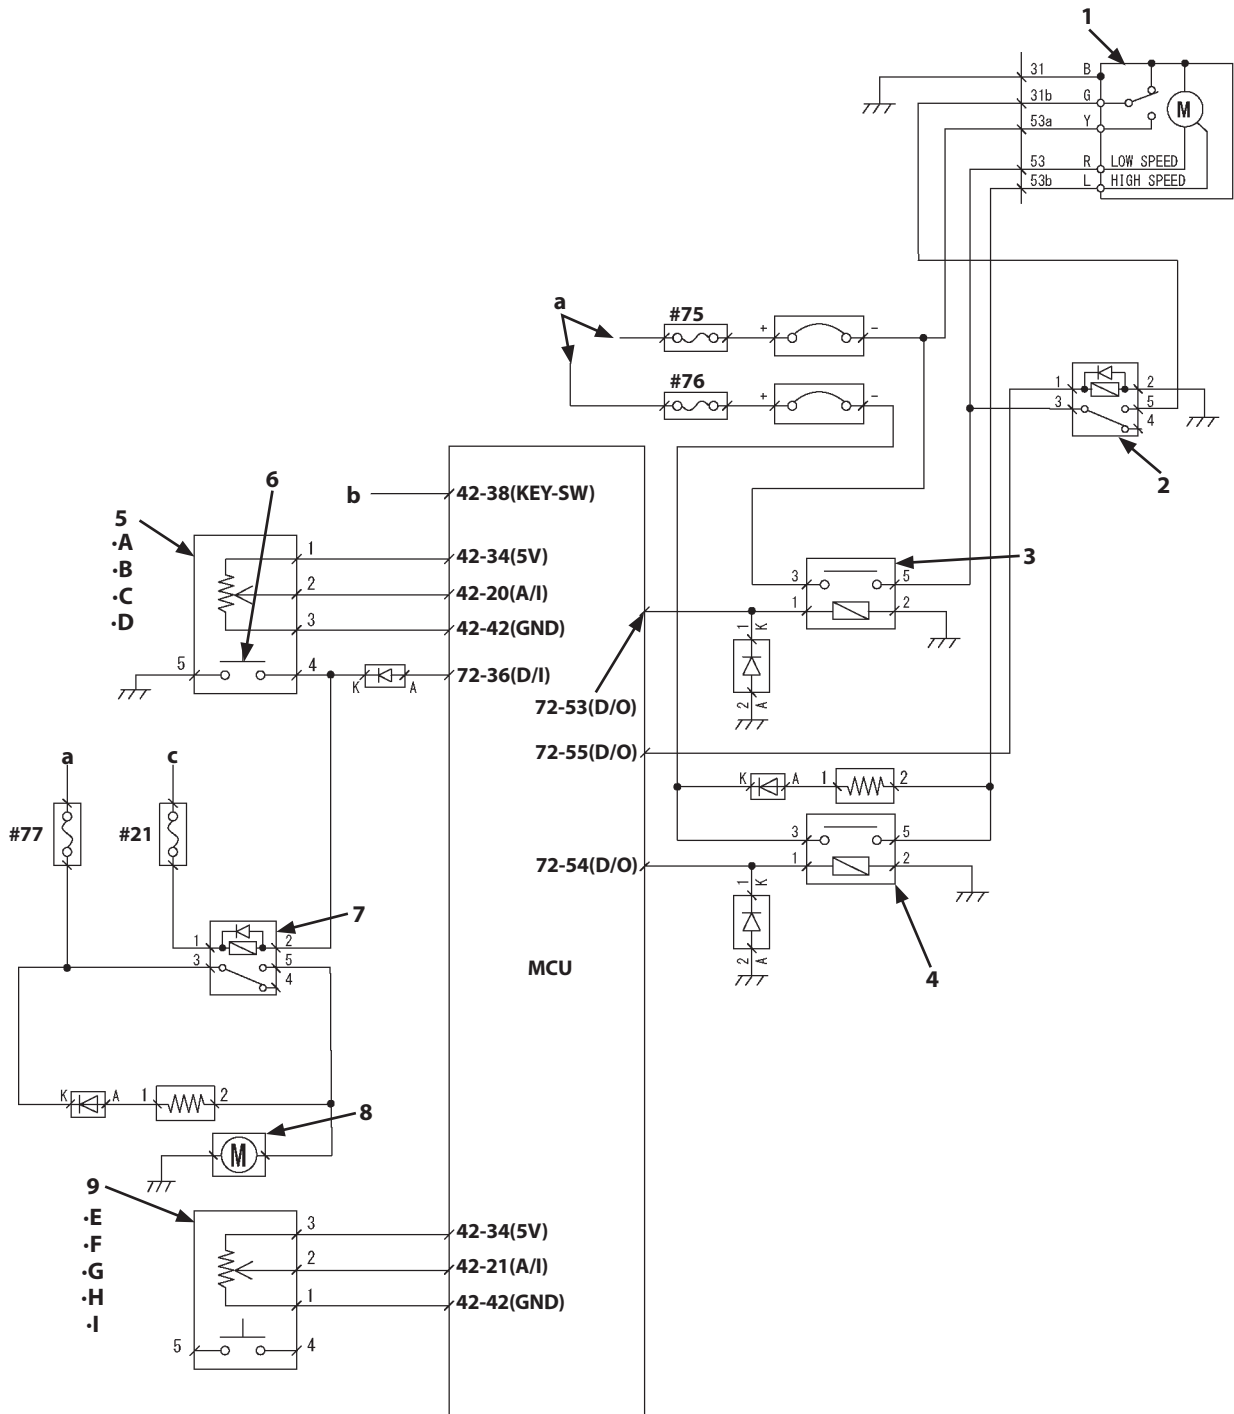 1
31 B
31b G
53a Y
M
53 R LOW SPEED
53b L HIGH SPEED
a
#75
+ −
#76
+ −
1 2
3 5
4
2
6
b 42-38(KEY-SW)
5
·A
·B
·C
·D
1 42-34(5V)
2 42-20(A/I)
3 42-42(GND)
5 4 K A 72-36(D/I)
3
3 5
1 2
1 K
2 A
72-53(D/O)
72-55(D/O)
a c
#77 #21
K A 1 2
3 5
72-54(D/O) 1 2
1 K
2 A
4
7
1 2
3 5
4
MCU
K A 1 2
8
M
9
·E
·F
·G
·H
·I
3 42-34(5V)
2 42-21(A/I)
1 42-42(GND)
5 4